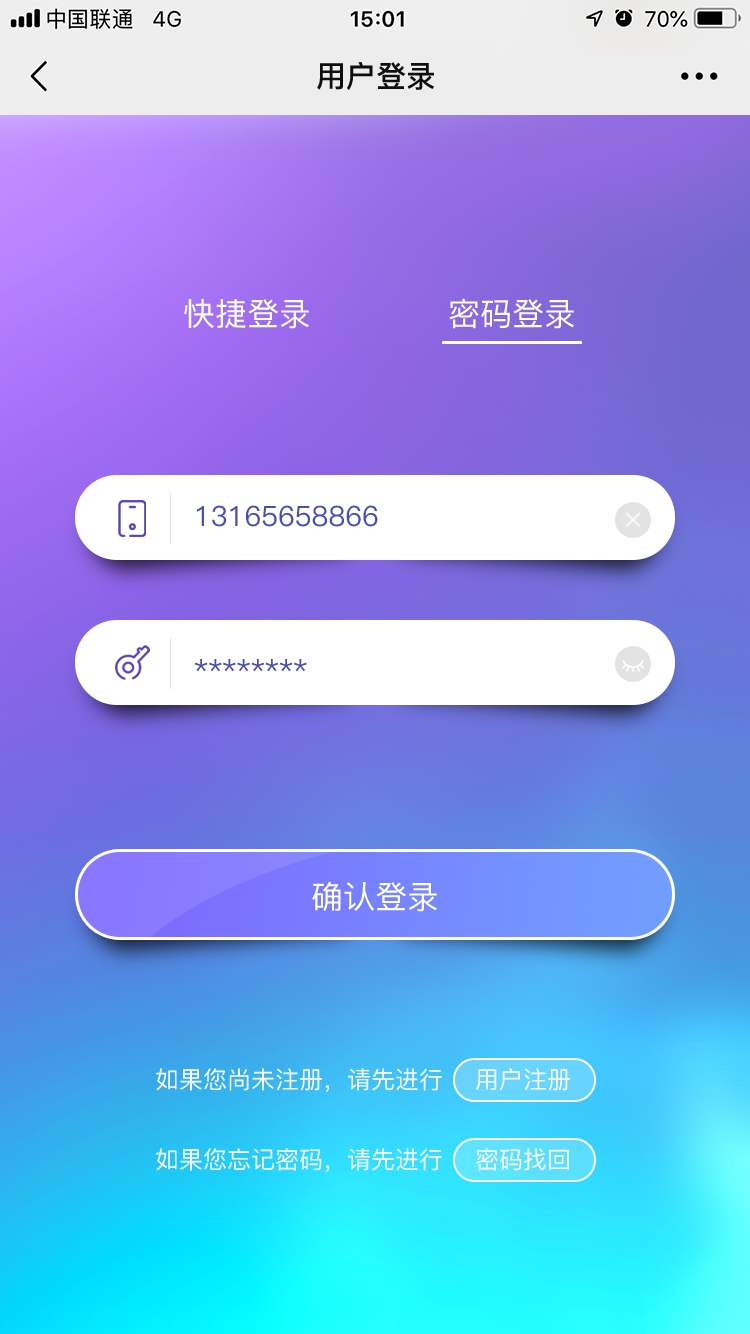 中国联通 4G 15:01 70%
用户登录
快捷登录 密码登录
13165658866
********
确认登录
如果您尚未注册，请先进行 用户注册
如果您忘记密码，请先进行 密码找回